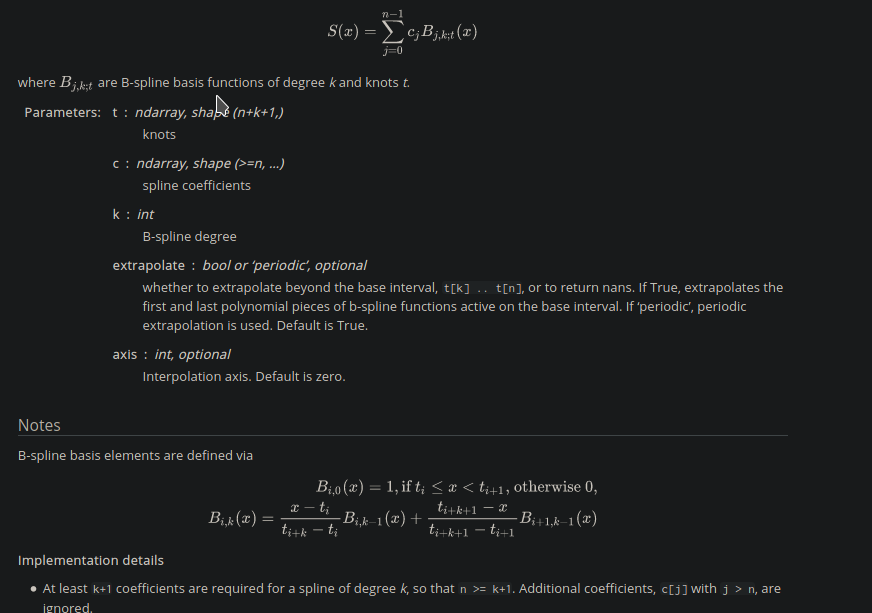 S(x) = \sum_{j=0}^{n-1} c_j B_{j,k;t}(x)
where B_{j,k;t} are B-spline basis functions of degree k and knots t.
Parameters: t : ndarray, shape (n+k+1,)
knots
c : ndarray, shape (>=n, …)
spline coefficients
k : int
B-spline degree
extrapolate : bool or ‘periodic’, optional
whether to extrapolate beyond the base interval, t[k] .. t[n], or to return nans. If True, extrapolates the
first and last polynomial pieces of b-spline functions active on the base interval. If ‘periodic’, periodic
extrapolation is used. Default is True.
axis : int, optional
Interpolation axis. Default is zero.
Notes
B-spline basis elements are defined via
B_{i,0}(x) = 1, if t_i ≤ x < t_{i+1}, otherwise 0,
B_{i,k}(x) = \frac{x - t_i}{t_{i+k} - t_i} B_{i,k-1}(x) + \frac{t_{i+k+1} - x}{t_{i+k+1} - t_{i+1}} B_{i+1,k-1}(x)
Implementation details
• At least k+1 coefficients are required for a spline of degree k, so that n >= k+1. Additional coefficients, c[j] with j > n, are
ignored.